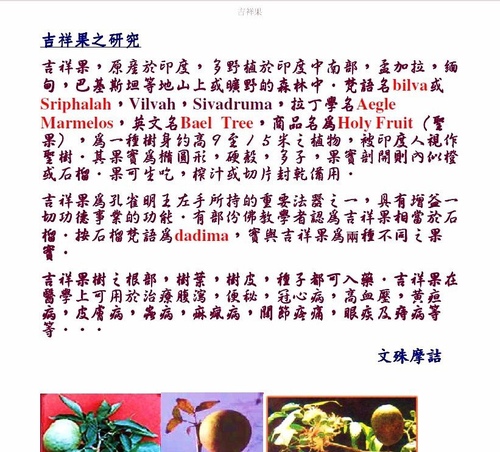 吉祥果
吉祥果之研究
吉祥果，原產於印度，多野植於印度中南部，孟加拉，緬
甸，巴基斯坦等地山上或曠野的森林中．梵語名bilva或
Sriphalah，Vilvah，Sivadruma，拉丁學名Aegle
Marmelos，英文名Bael Tree，商品名為Holy Fruit（聖
果），為一種樹身約高9至15米之植物，被印度人視作
聖樹．其果實為橢圓形，硬殼，多子，果實剖開則內似橙
或石榴．果可生吃，榨汁或切片封乾備用．
吉祥果為孔雀明王左手所持的重要法器之一，具有增益一
切功德事業的功能．有部份佛教學者認為吉祥果相當於石
榴．按石榴梵語為dadima，實與吉祥果為兩種不同之果
實．
吉祥果樹之根部，樹葉，樹皮，種子都可入藥．吉祥果在
醫學上可用於治療腹瀉，便秘，冠心病，高血壓，黃疸
病，皮膚病，蟲病，痲瘋病，關節疼痛，眼疾及殤病等
等．．．
文殊摩詰